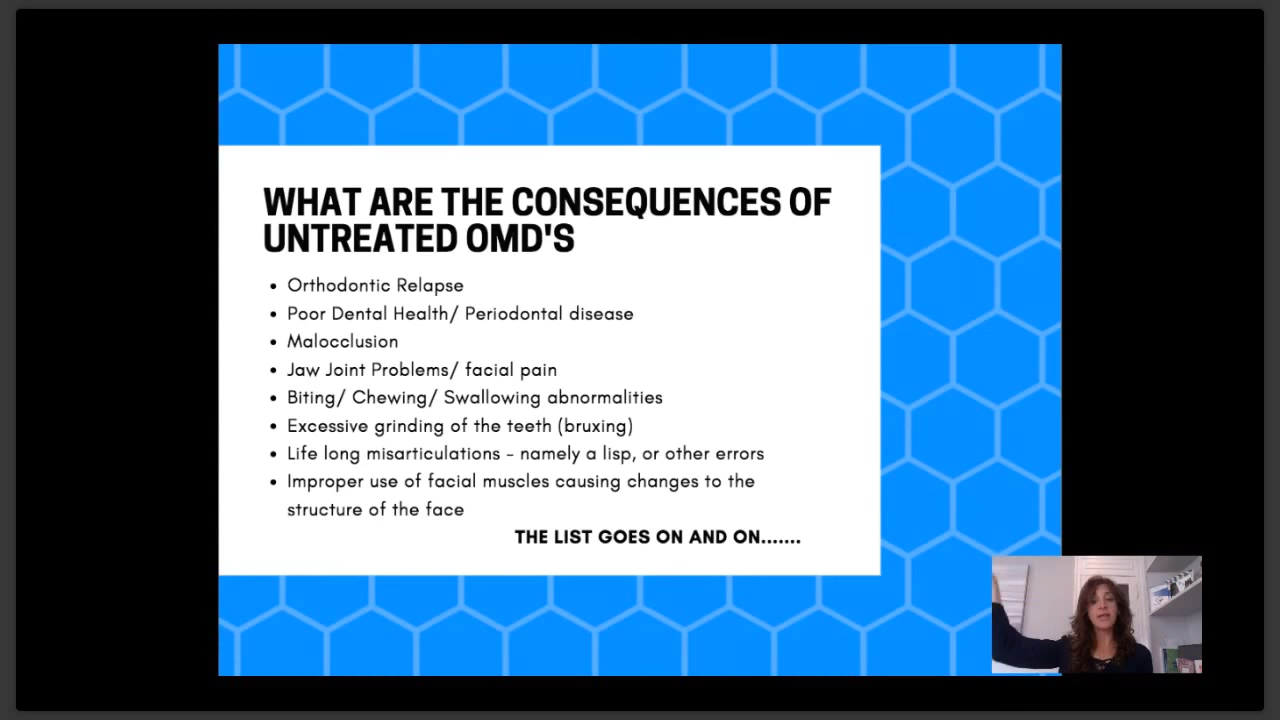 WHAT ARE THE CONSEQUENCES OF
UNTREATED OMD'S
• Orthodontic Relapse
• Poor Dental Health/ Periodontal disease
• Malocclusion
• Jaw Joint Problems/ facial pain
• Biting/ Chewing/ Swallowing abnormalities
• Excessive grinding of the teeth (bruxing)
• Life long misarticulations - namely a lisp, or other errors
• Improper use of facial muscles causing changes to the
structure of the face
THE LIST GOES ON AND ON.......